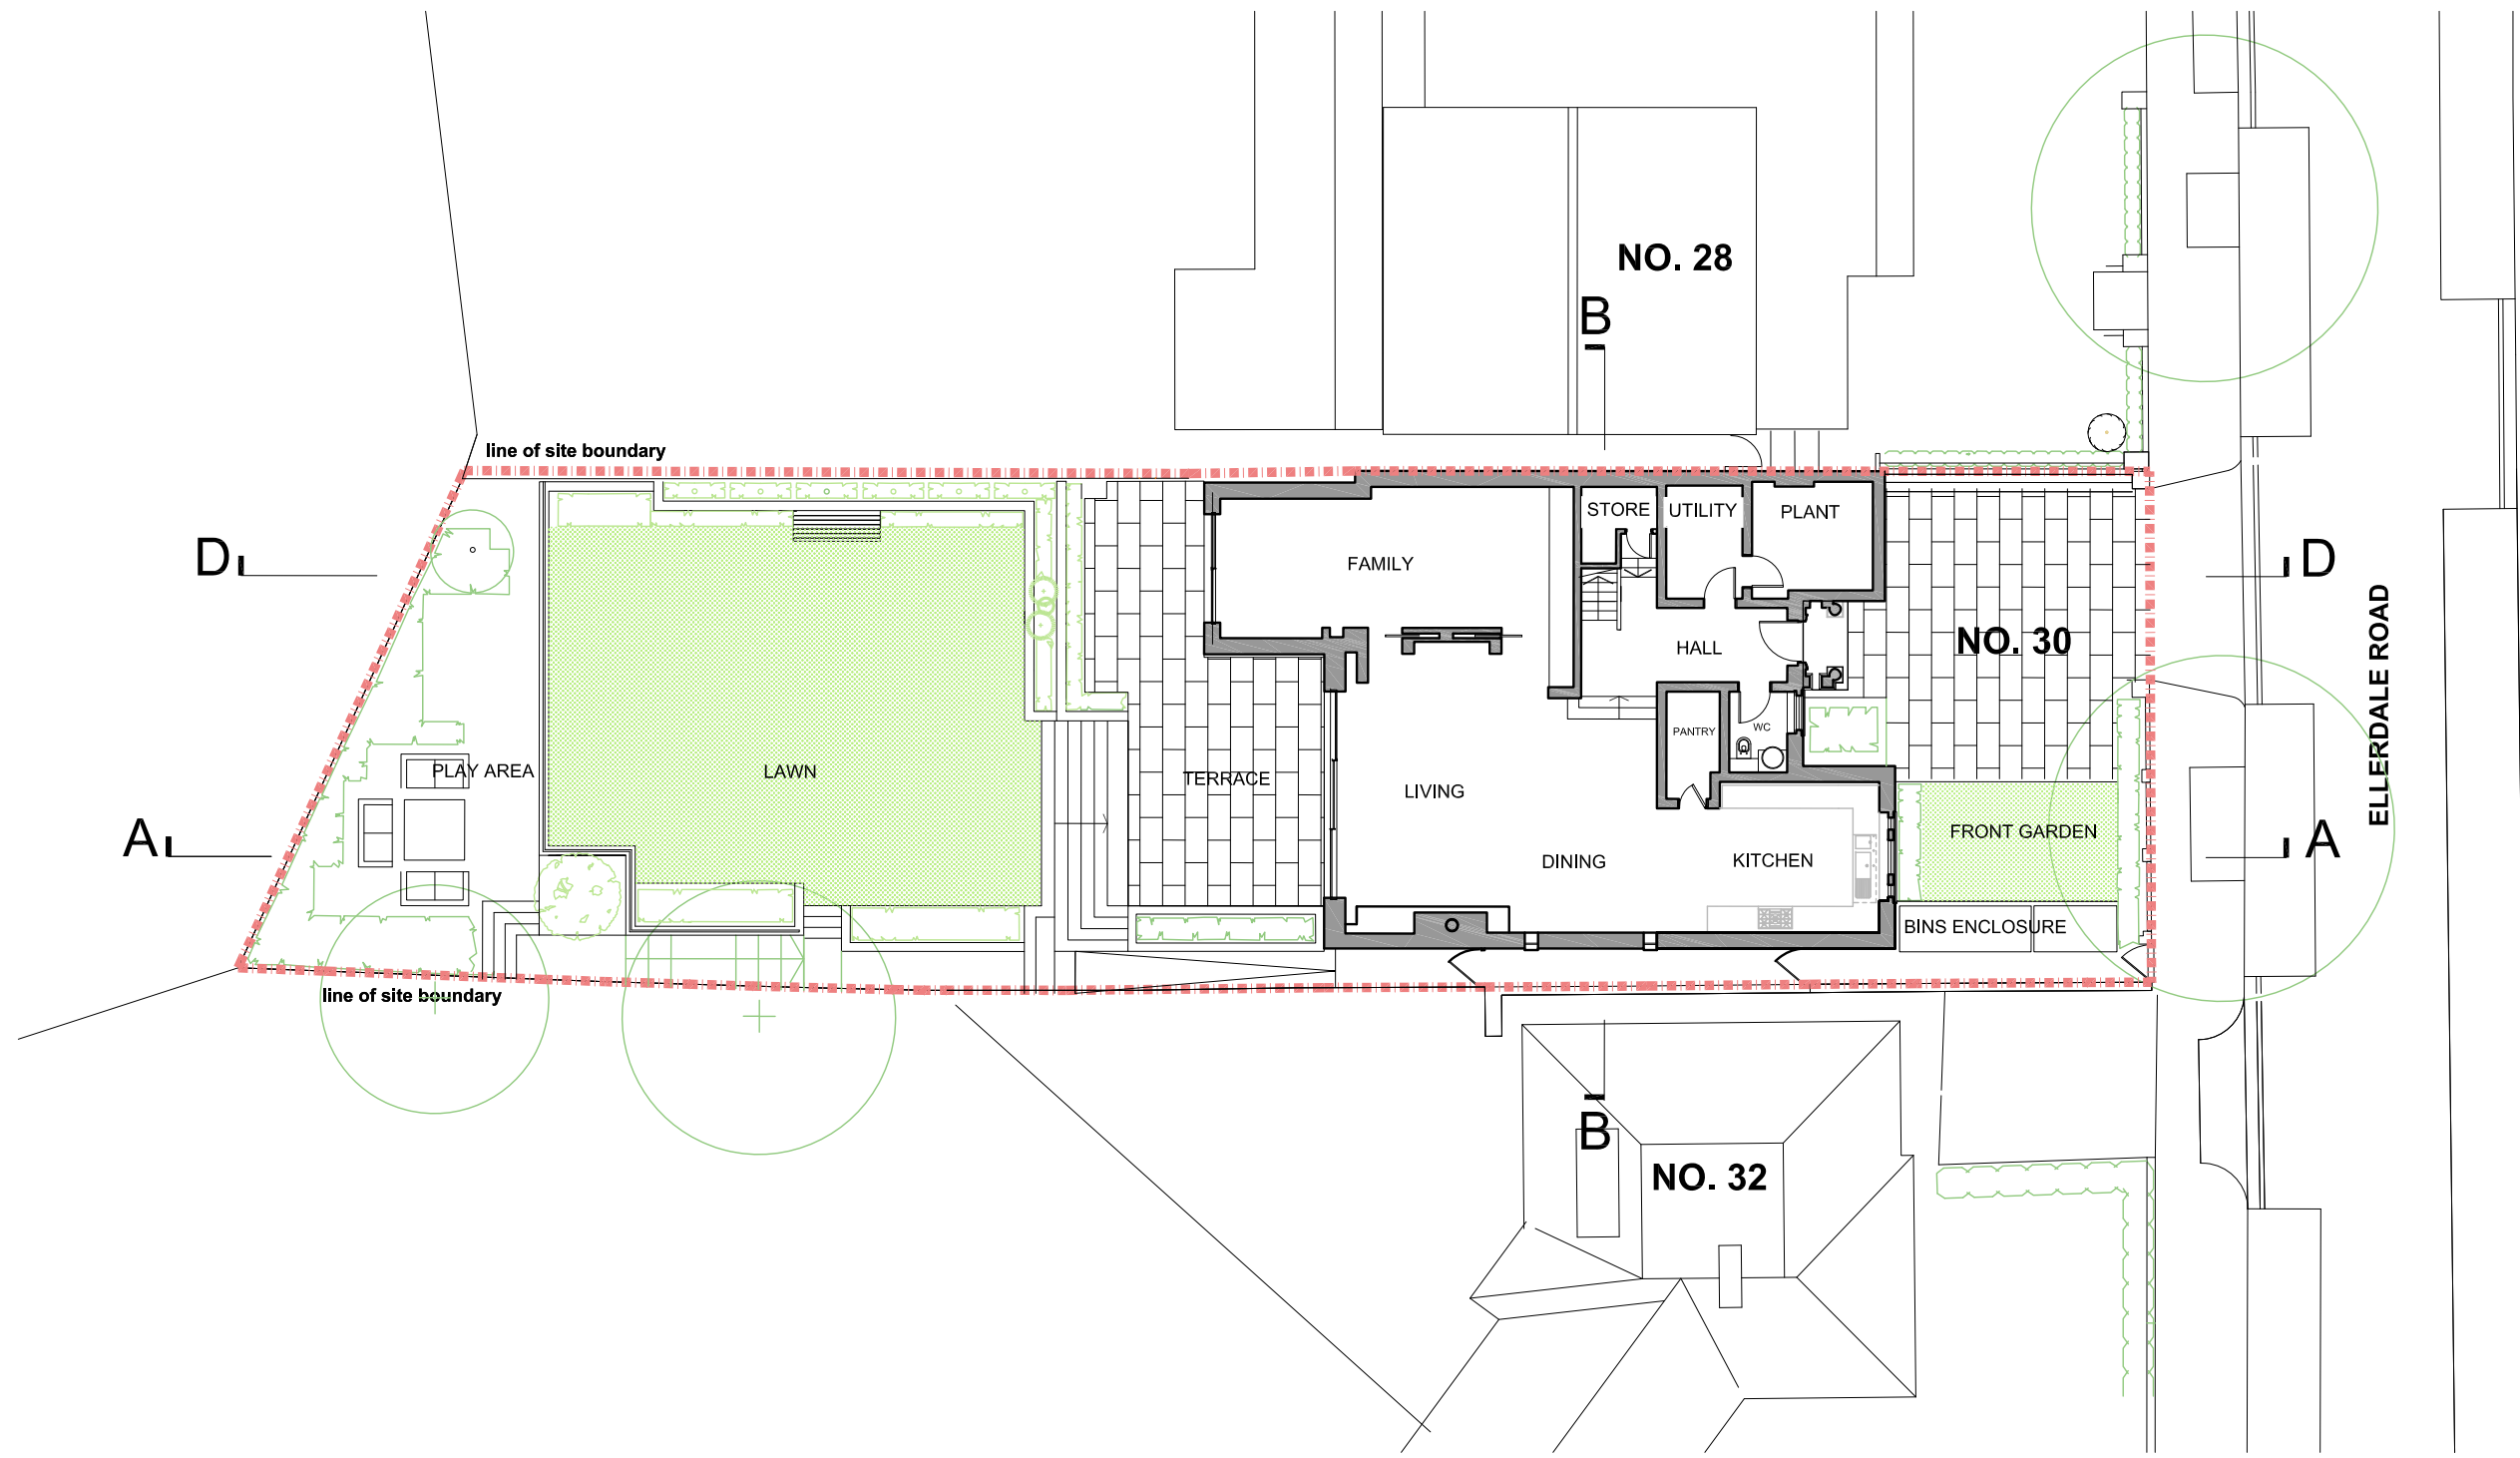 NO. 28
B
line of site boundary
STORE
UTILITY
PLANT
FAMILY
D
D
ELLERDALE ROAD
NO. 30
HALL
PANTRY
WC
PLAY AREA
LAWN
TERRACE
LIVING
FRONT GARDEN
A
A
DINING
KITCHEN
BINS ENCLOSURE
line of site boundary
B
NO. 32